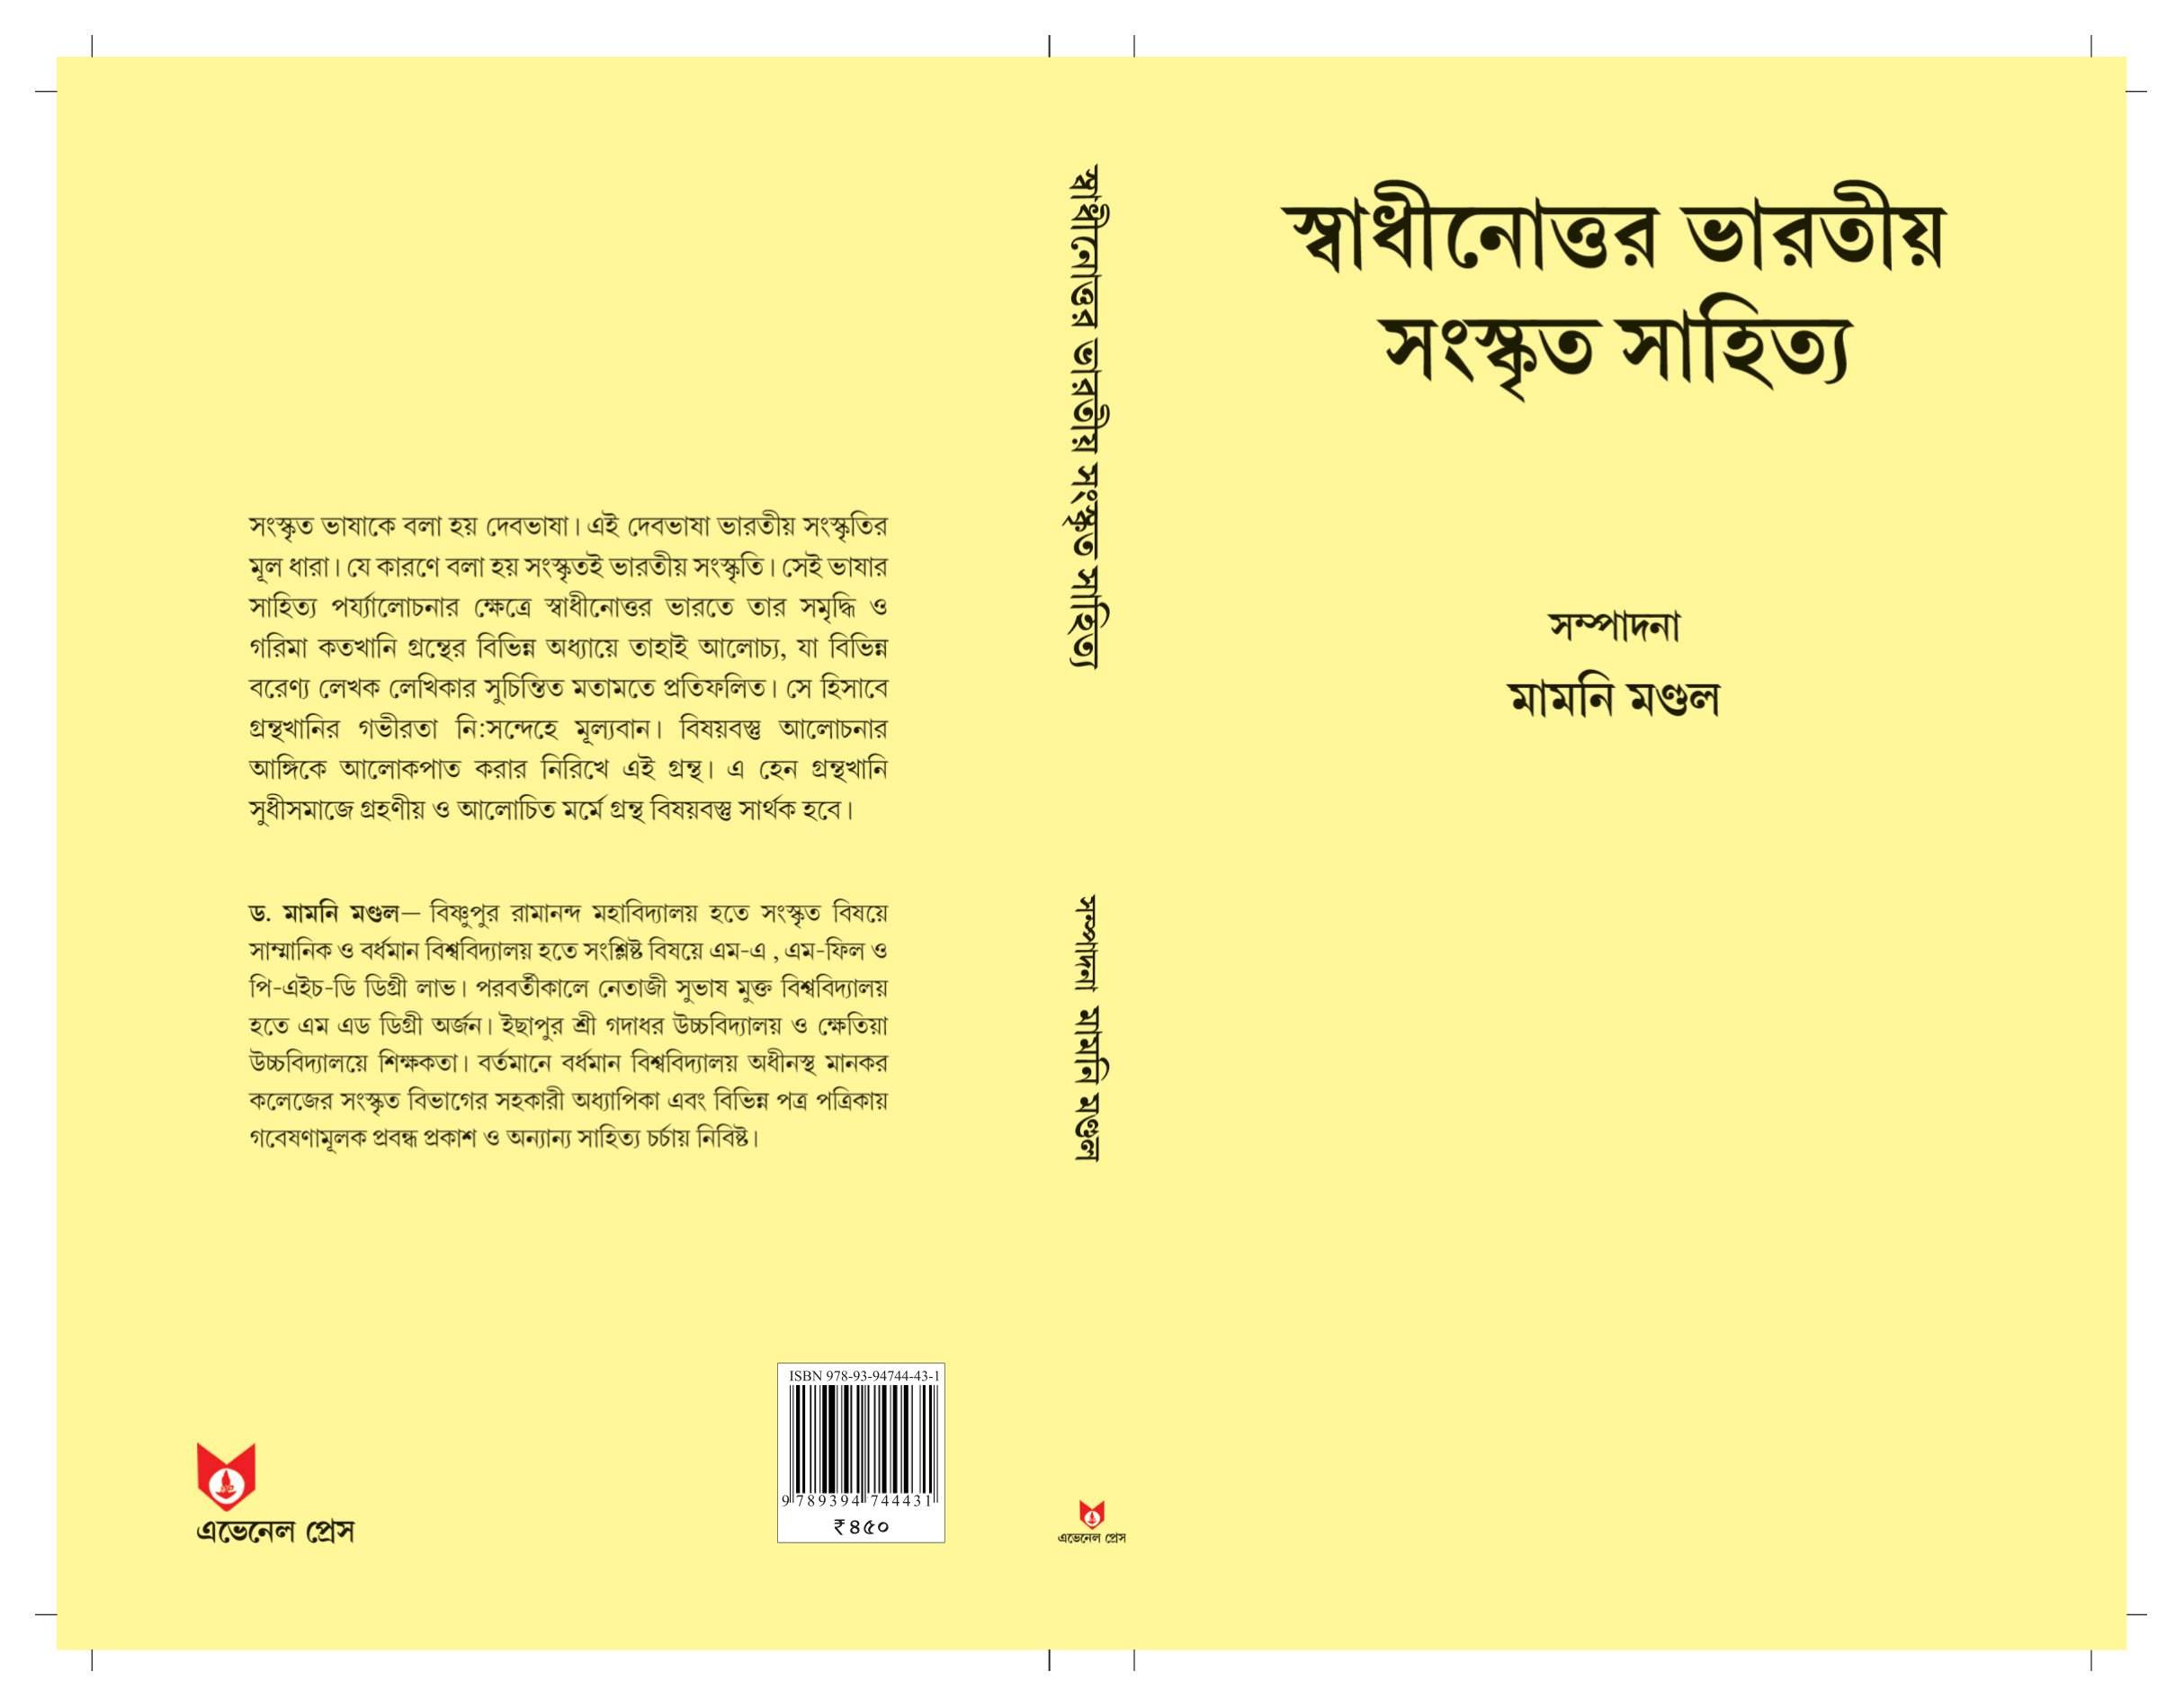 সংস্কৃত ভাষাকে বলা হয় দেবভাষা। এই দেবভাষা ভারতীয় সংস্কৃতির
মূল ধারা। যে কারণে বলা হয় সংস্কৃতই ভারতীয় সংস্কৃতি। সেই ভাষার
সাহিত্য পর্য্যালোচনার ক্ষেত্রে স্বাধীনোত্তর ভারতে তার সমৃদ্ধি ও
গরিমা কতখানি গ্রন্থের বিভিন্ন অধ্যায়ে তাহাই আলোচ্য, যা বিভিন্ন
বরেণ্য লেখক লেখিকার সুচিন্তিত মতামতে প্রতিফলিত। সে হিসাবে
গ্রন্থখানির গভীরতা নি:সন্দেহে মূল্যবান। বিষয়বস্তু আলোচনার
আঙ্গিকে আলোকপাত করার নিরিখে এই গ্রন্থ। এ হেন গ্রন্থখানি
সুধীসমাজে গ্রহণীয় ও আলোচিত মর্মে গ্রন্থ বিষয়বস্তু সার্থক হবে।
ড. মামনি মণ্ডল— বিষ্ণুপুর রামানন্দ মহাবিদ্যালয় হতে সংস্কৃত বিষয়ে
সাম্মানিক ও বর্ধমান বিশ্ববিদ্যালয় হতে সংশ্লিষ্ট বিষয়ে এম-এ , এম-ফিল ও
পি-এইচ-ডি ডিগ্রী লাভ। পরবর্তীকালে নেতাজী সুভাষ মুক্ত বিশ্ববিদ্যালয়
হতে এম এড ডিগ্রী অর্জন। ইছাপুর শ্রী গদাধর উচ্চবিদ্যালয় ও ক্ষেতিয়া
উচ্চবিদ্যালয়ে শিক্ষকতা। বর্তমানে বর্ধমান বিশ্ববিদ্যালয় অধীনস্থ মানকর
কলেজের সংস্কৃত বিভাগের সহকারী অধ্যাপিকা এবং বিভিন্ন পত্র পত্রিকায়
গবেষণামূলক প্রবন্ধ প্রকাশ ও অন্যান্য সাহিত্য চর্চায় নিবিষ্ট।
এভেনেল প্রেস
ISBN 978-93-94744-43-1
9 789394 744431
₹ ৪৫০
স্বাধীনোত্তর ভারতীয় সংস্কৃত সাহিত্য
সম্পাদনা মামনি মণ্ডল
এভেনেল প্রেস
স্বাধীনোত্তর ভারতীয়
সংস্কৃত সাহিত্য
সম্পাদনা
মামনি মণ্ডল